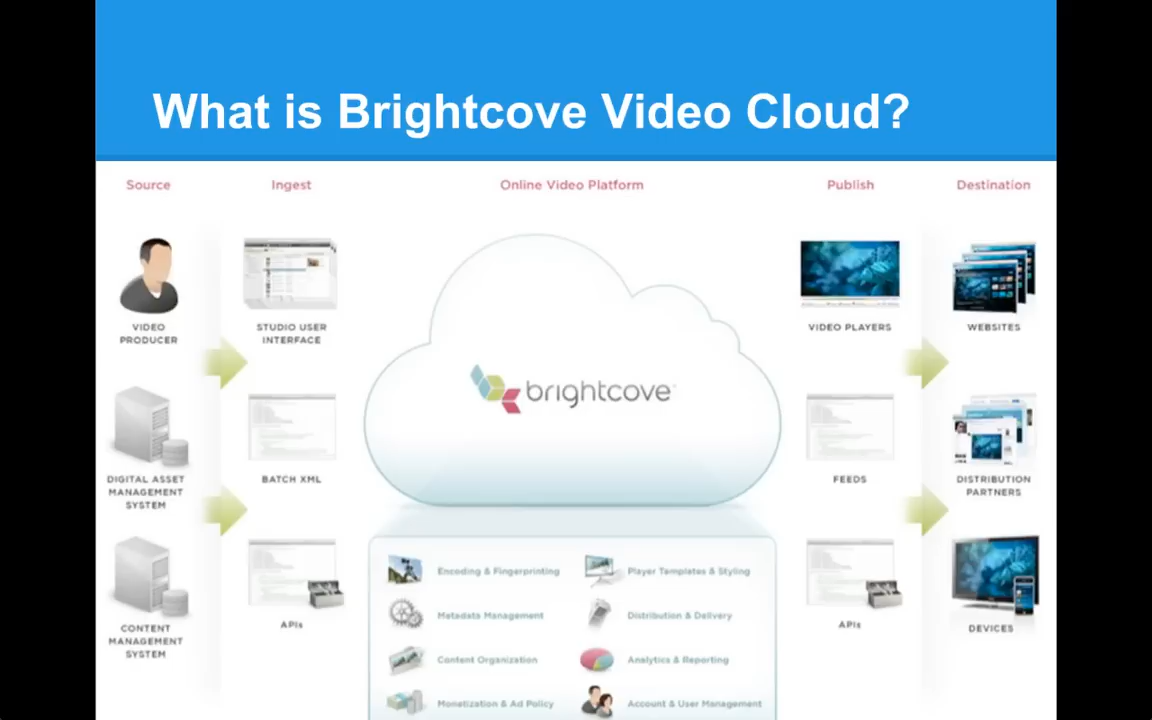 What is Brightcove Video Cloud?
Source
Ingest
Online Video Platform
Publish
Destination
VIDEO
PRODUCER
STUDIO USER
INTERFACE
VIDEO PLAYERS
WEBSITES
brightcove
DIGITAL ASSET
MANAGEMENT
SYSTEM
BATCH XML
FEEDS
DISTRIBUTION
PARTNERS
Encoding & Fingerprinting
Player Templates & Styling
Metadata Management
Distribution & Delivery
Content Organization
Analytics & Reporting
Monetization & Ad Policy
Account & User Management
CONTENT
MANAGEMENT
SYSTEM
APIs
APIs
DEVICES